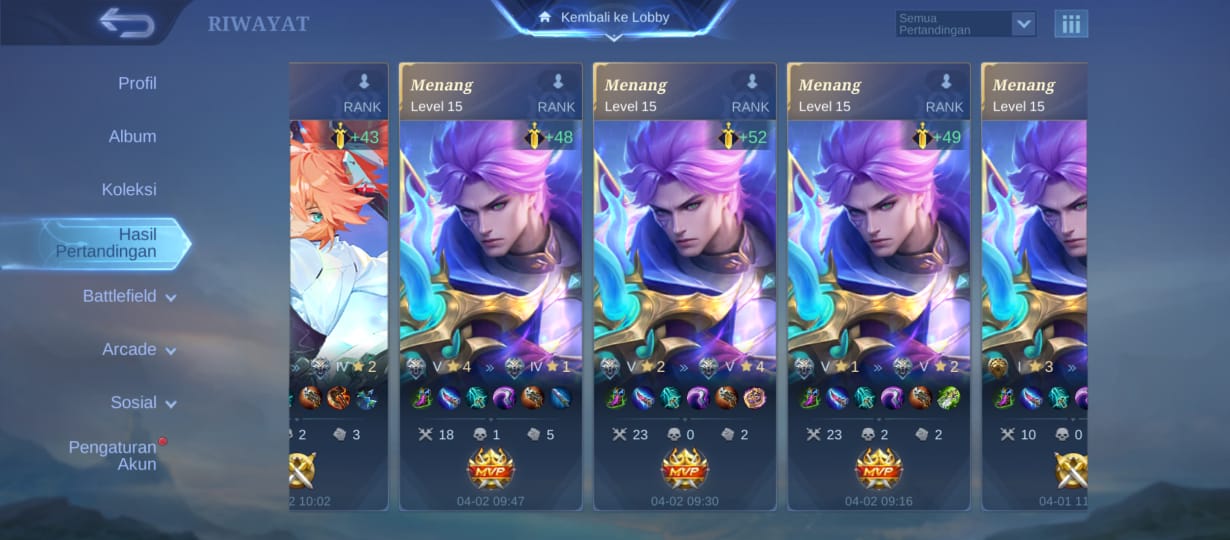 RIWAYAT
Kembali ke Lobby
Semua
Pertandingan
Profil
Album
Koleksi
Hasil
Pertandingan
Battlefield
Arcade
Sosial
Pengaturan
Akun
RANK
+43
IV 2
2 3
2 10:02
Menang
Level 15 RANK
+48
V 4 » IV 1
18 1 5
MVP
04-02 09:47
Menang
Level 15 RANK
+52
V 2 » V 4
23 0 2
MVP
04-02 09:30
Menang
Level 15 RANK
+49
V 1 » V 2
23 2 2
MVP
04-02 09:16
Menang
Level 15
I 3 »
10 0
04-01 11